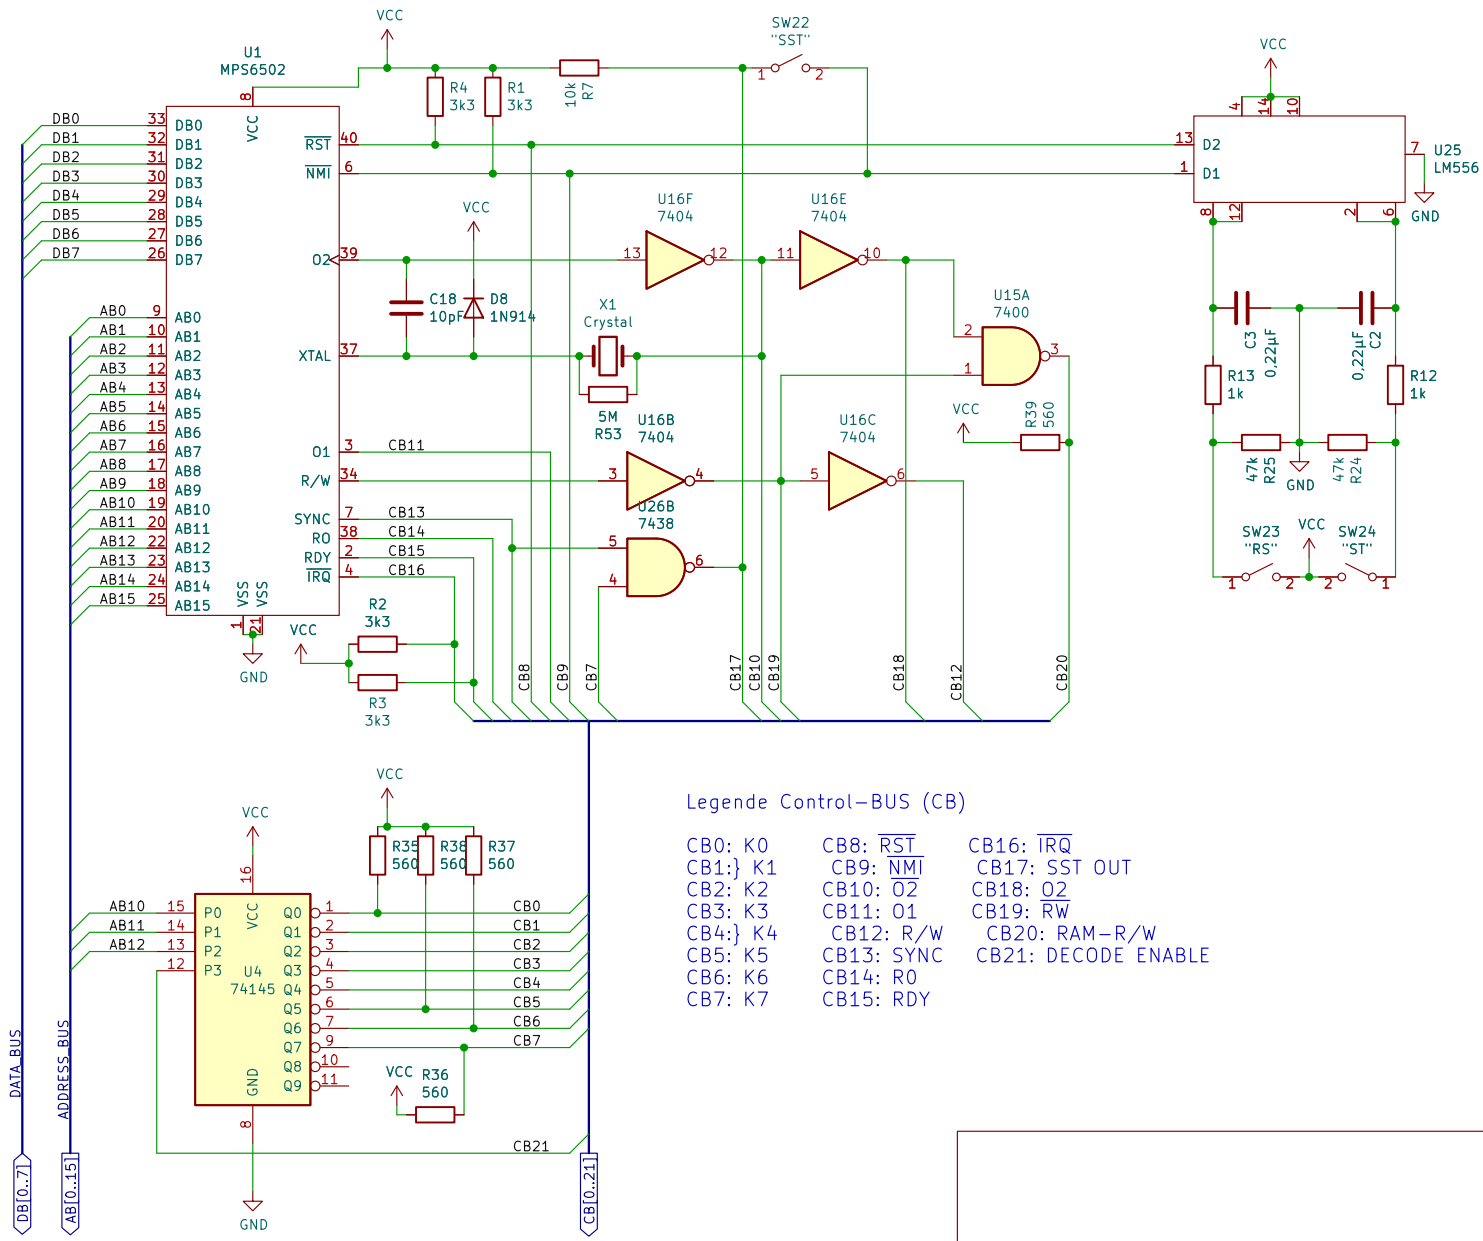 VCC
SW22
"SST"
1
2
VCC
U1
MPS6502
8
VCC
R4
3k3
R1
3k3
10k
R7
4
14
10
DB0 33 DB0
DB1 32 DB1
DB2 31 DB2
DB3 30 DB3
DB4 29 DB4
DB5 28 DB5
DB6 27 DB6
DB7 26 DB7
RST 40
NMI 6
13 D2
1 D1
7
U25
LM556
GND
8
12
2
6
VCC
U16F
7404
13
12
U16E
7404
11
10
O2 39
C18
10pF
D8
1N914
X1
Crystal
5M
R53
XTAL 37
U15A
7400
2
1
3
C3
0,22µF
0,22µF
C2
R13
1k
R12
1k
VCC
R39
560
47k
R25
47k
R24
GND
AB0 9 AB0
AB1 10 AB1
AB2 11 AB2
AB3 12 AB3
AB4 13 AB4
AB5 14 AB5
AB6 15 AB6
AB7 16 AB7
AB8 17 AB8
AB9 18 AB9
AB10 19 AB10
AB11 20 AB11
AB12 22 AB12
AB13 23 AB13
AB14 24 AB14
AB15 25 AB15
O1 3 CB11
R/W 34
SYNC 7 CB13
RO 38 CB14
RDY 2 CB15
IRQ 4 CB16
U16B
7404
3
4
U16C
7404
5
6
U26B
7438
5
4
6
SW23
"RS"
VCC
SW24
"ST"
1
2
2
1
VSS
VSS
1
21
GND
VCC
R2
3k3
R3
3k3
CB8
CB9
CB7
CB17
CB10
CB19
CB18
CB12
CB20
VCC
R35
560
R38
560
R37
560
VCC
16
VCC
AB10 15 P0
AB11 14 P1
AB12 13 P2
12 P3
U4
74145
Q0 1 CB0
Q1 2 CB1
Q2 3 CB2
Q3 4 CB3
Q4 5 CB4
Q5 6 CB5
Q6 7 CB6
Q7 9 CB7
Q8 10
Q9 11
GND
8
GND
VCC
R36
560
CB21
DATA_BUS
ADDRESS_BUS
DB[0..7]
AB[0..15]
CB[0..21]
Legende Control-BUS (CB)
CB0: K0 CB8: RST CB16: IRQ
CB1:} K1 CB9: NMI CB17: SST OUT
CB2: K2 CB10: O2 CB18: O2
CB3: K3 CB11: O1 CB19: RW
CB4:} K4 CB12: R/W CB20: RAM-R/W
CB5: K5 CB13: SYNC CB21: DECODE ENABLE
CB6: K6 CB14: RO
CB7: K7 CB15: RDY